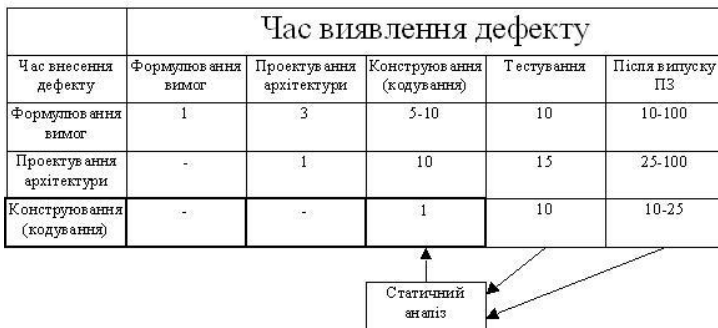 Час виявлення дефекту
Час внесення Формулювання Проектування Конструювання Тестування Після випуску
дефекту вимог архітектури (кодування) ПЗ
Формулювання 1 3 5-10 10 10-100
вимог
Проектування - 1 10 15 25-100
архітектури
Конструювання - - 1 10 10-25
(кодування)
Статичний
аналіз